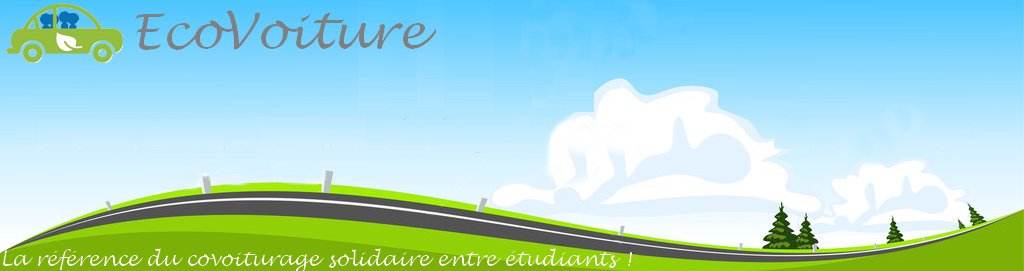 EcoVoiture
La référence du covoiturage solidaire entre étudiants !